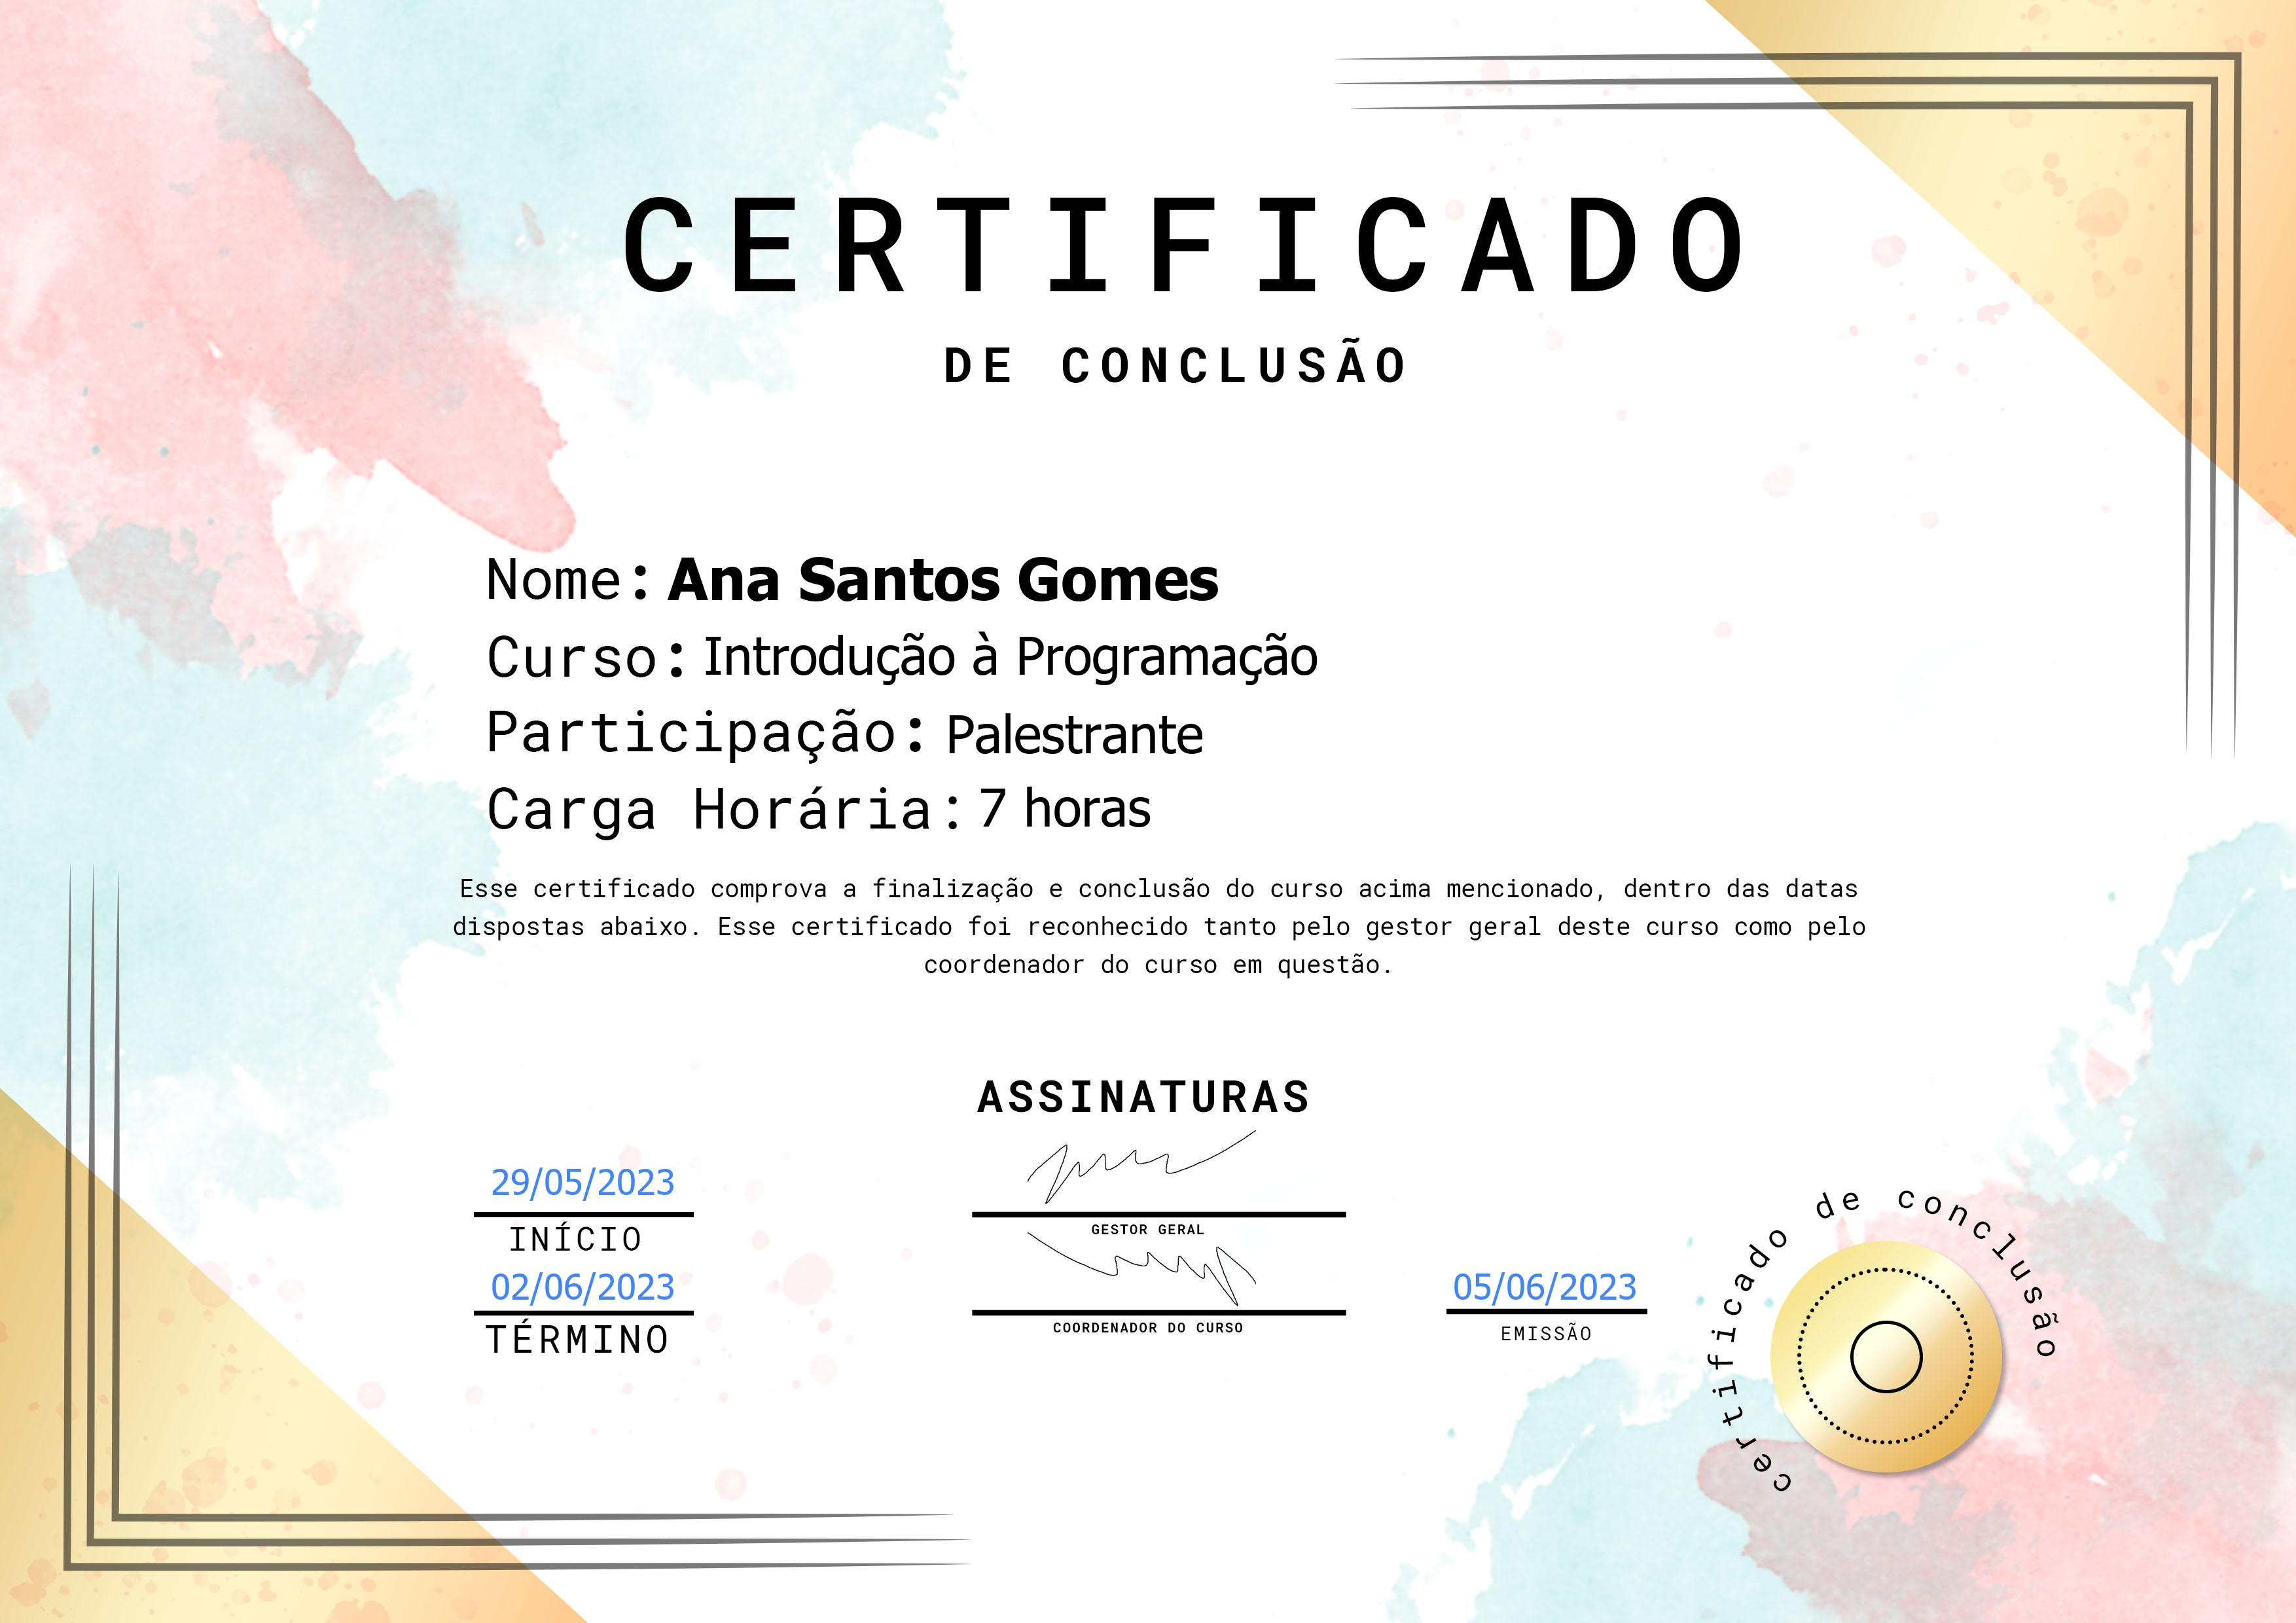 CERTIFICADO
DE CONCLUSÃO
Nome: Ana Santos Gomes
Curso: Introdução à Programação
Participação: Palestrante
Carga Horária: 7 horas
Esse certificado comprova a finalização e conclusão do curso acima mencionado, dentro das datas
dispostas abaixo. Esse certificado foi reconhecido tanto pelo gestor geral deste curso como pelo
coordenador do curso em questão.
ASSINATURAS
29/05/2023
INÍCIO
GESTOR GERAL
02/06/2023
TÉRMINO
COORDENADOR DO CURSO
05/06/2023
EMISSÃO
certificado de conclusão